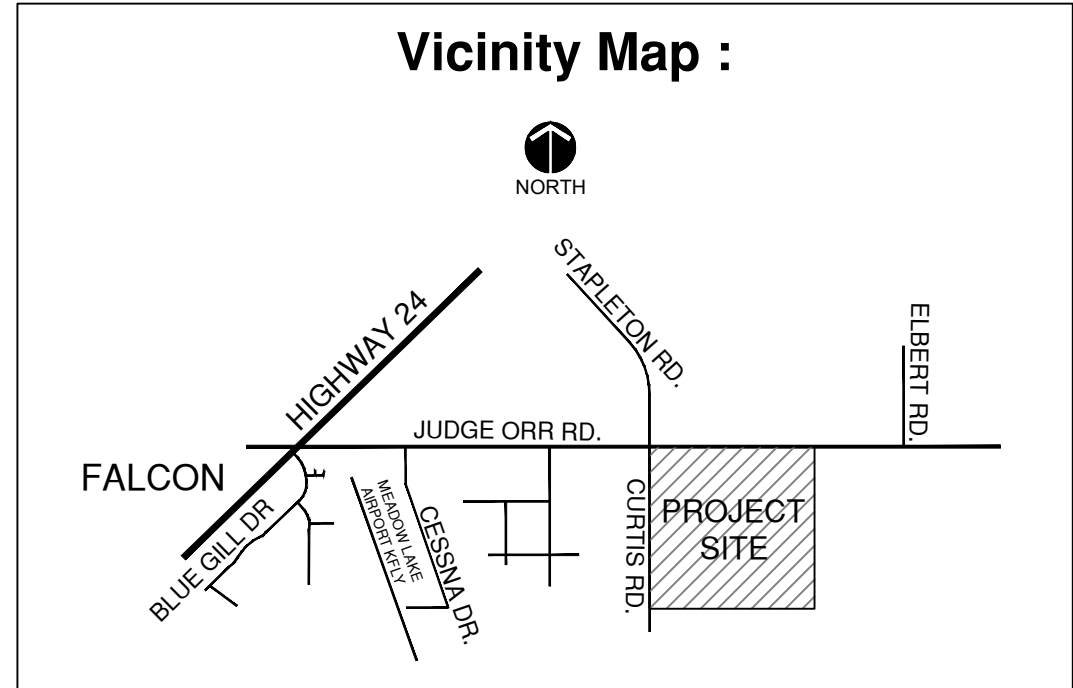 Vicinity Map :
NORTH
STAPLETON RD.
HIGHWAY 24
ELBERT RD.
JUDGE ORR RD.
FALCON
MEADOW LAKE
AIRPORT KFLY
CESSNA DR.
CURTIS RD.
PROJECT
SITE
BLUE GILL DR